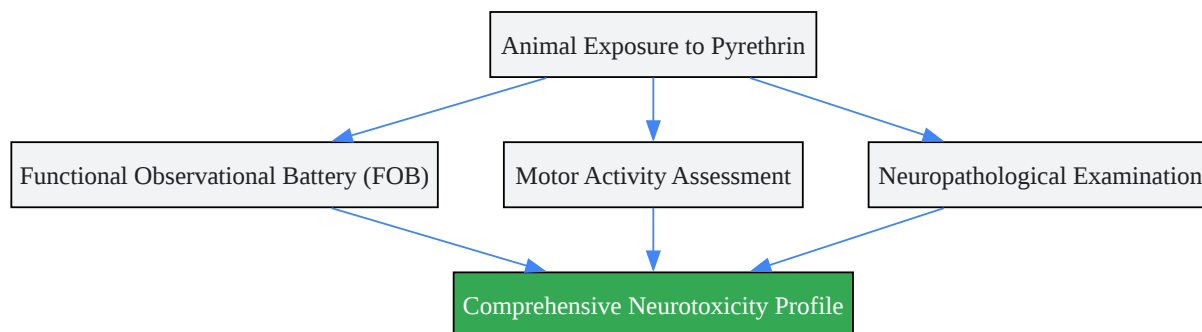 Animal Exposure to Pyrethrin
Functional Observational Battery (FOB)
Motor Activity Assessment
Neuropathological Examination
Comprehensive Neurotoxicity Profile